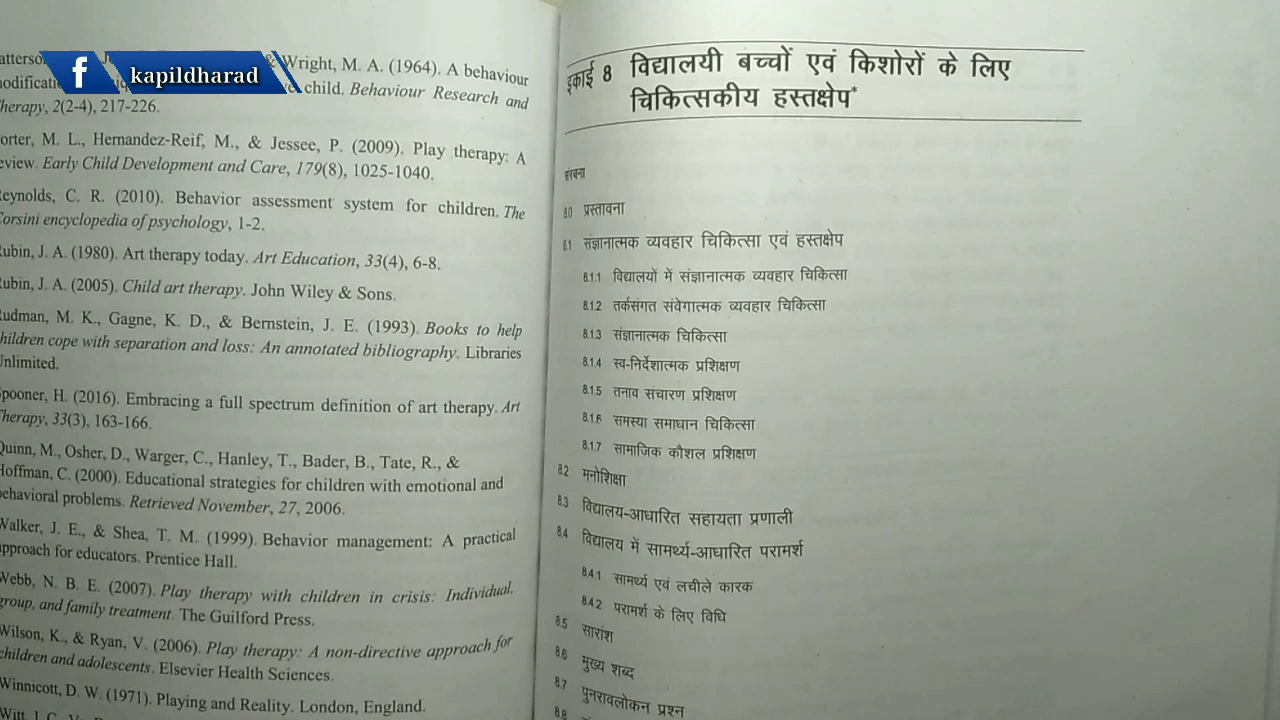 kapildharad
& Wright, M. A. (1964). A behaviour
child. Behaviour Research and
Therapy, 2(2-4), 217-226.
orter, M. L., Hernandez-Reif, M., & Jessee, P. (2009). Play therapy: A
eview. Early Child Development and Care, 179(8), 1025-1040.
Reynolds, C. R. (2010). Behavior assessment system for children. The
Corsini encyclopedia of psychology, 1-2.
Rubin, J. A. (1980). Art therapy today. Art Education, 33(4), 6-8.
Rubin, J. A. (2005). Child art therapy. John Wiley & Sons.
Rudman, M. K., Gagne, K. D., & Bernstein, J. E. (1993). Books to help
children cope with separation and loss: An annotated bibliography. Libraries
Unlimited.
Spooner, H. (2016). Embracing a full spectrum definition of art therapy. Art
Therapy, 33(3), 163-166.
Quinn, M., Osher, D., Warger, C., Hanley, T., Bader, B., Tate, R., &
Hoffman, C. (2000). Educational strategies for children with emotional and
behavioral problems. Retrieved November, 27, 2006.
Walker, J. E., & Shea, T. M. (1999). Behavior management: A practical
approach for educators. Prentice Hall.
Webb, N. B. E. (2007). Play therapy with children in crisis: Individual,
group, and family treatment. The Guilford Press.
Wilson, K., & Ryan, V. (2006). Play therapy: A non-directive approach for
children and adolescents. Elsevier Health Sciences.
Winnicott, D. W. (1971). Playing and Reality. London, England.
इकाई 8 विद्यालयी बच्चों एवं किशोरों के लिए
चिकित्सकीय हस्तक्षेप*
संरचना
8.0 प्रस्तावना
8.1 संज्ञानात्मक व्यवहार चिकित्सा एवं हस्तक्षेप
8.1.1 विद्यालयों में संज्ञानात्मक व्यवहार चिकित्सा
8.1.2 तर्कसंगत संवेगात्मक व्यवहार चिकित्सा
8.1.3 संज्ञानात्मक चिकित्सा
8.1.4 स्व-निर्देशात्मक प्रशिक्षण
8.1.5 तनाव संचारण प्रशिक्षण
8.1.6 समस्या समाधान चिकित्सा
8.1.7 सामाजिक कौशल प्रशिक्षण
8.2 मनोशिक्षा
8.3 विद्यालय-आधारित सहायता प्रणाली
8.4 विद्यालय में सामर्थ्य-आधारित परामर्श
8.4.1 सामर्थ्य एवं लचीले कारक
8.4.2 परामर्श के लिए विधि
8.5 सारांश
8.6 मुख्य शब्द
8.7 पुनरावलोकन प्रश्न
8.8